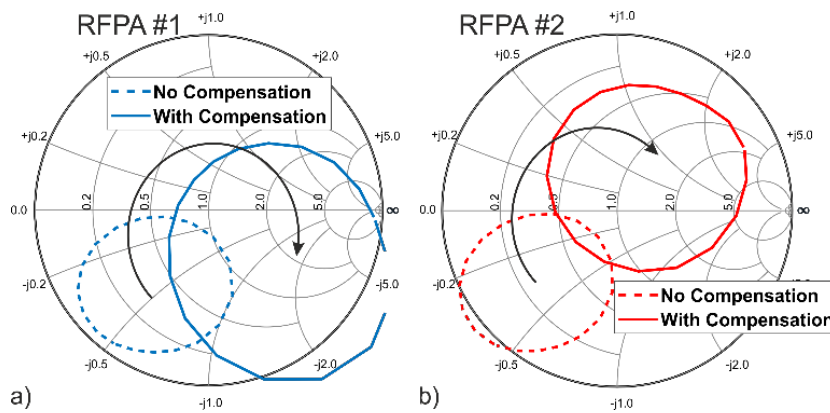 RFPA #1
+j1.0
+j0.5
+j2.0
No Compensation
With Compensation
+j0.2
+j5.0
0.0
0.2
0.5
1.0
2.0
5.0
∞
-j0.2
-j5.0
-j0.5
-j2.0
-j1.0
a)
RFPA #2
+j1.0
+j0.5
+j2.0
+j0.2
+j5.0
0.0
0.2
0.5
1.0
2.0
5.0
∞
-j0.2
-j5.0
No Compensation
With Compensation
-j0.5
-j2.0
-j1.0
b)